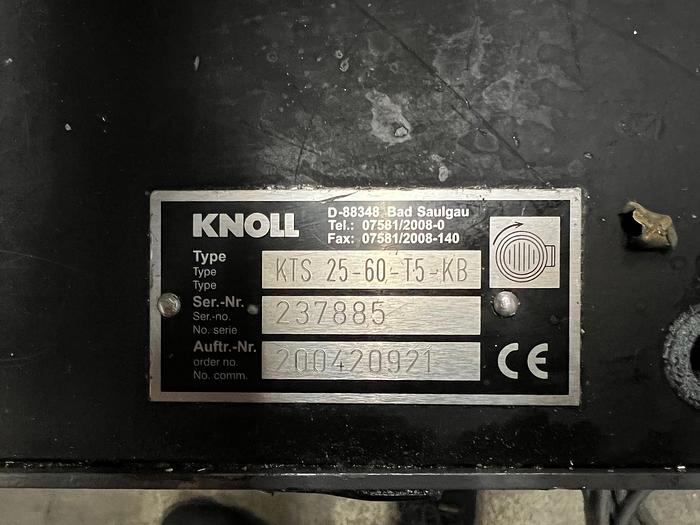 KNOLL
D-88348 Bad Saulgau
Tel.: 07581/2008-0
Fax: 07581/2008-140
Type
Type
Type
KTS 25-60-T5-KB
Ser.-Nr.
Ser.-no.
No. serie
237885
Auftr.-Nr.
order no.
No. comm.
200420921
CE